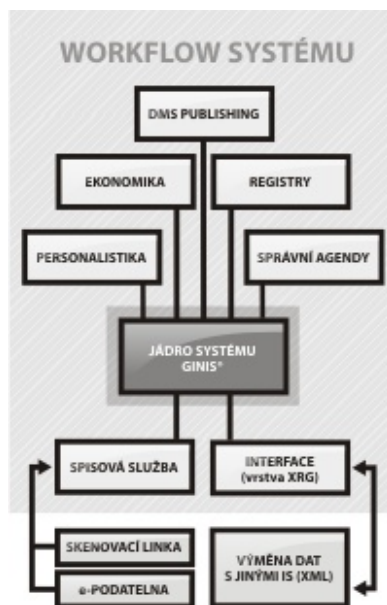 WORKFLOW SYSTÉMU
DMS PUBLISHING
EKONOMIKA
REGISTRY
PERSONALISTIKA
SPRÁVNÍ AGENDY
JÁDRO SYSTÉMU
GINIS®
SPISOVÁ SLUŽBA
INTERFACE
(vrstva XRG)
SKENOVACÍ LINKA
e-PODATELNA
VÝMĚNA DAT
S JINÝMI IS (XML)